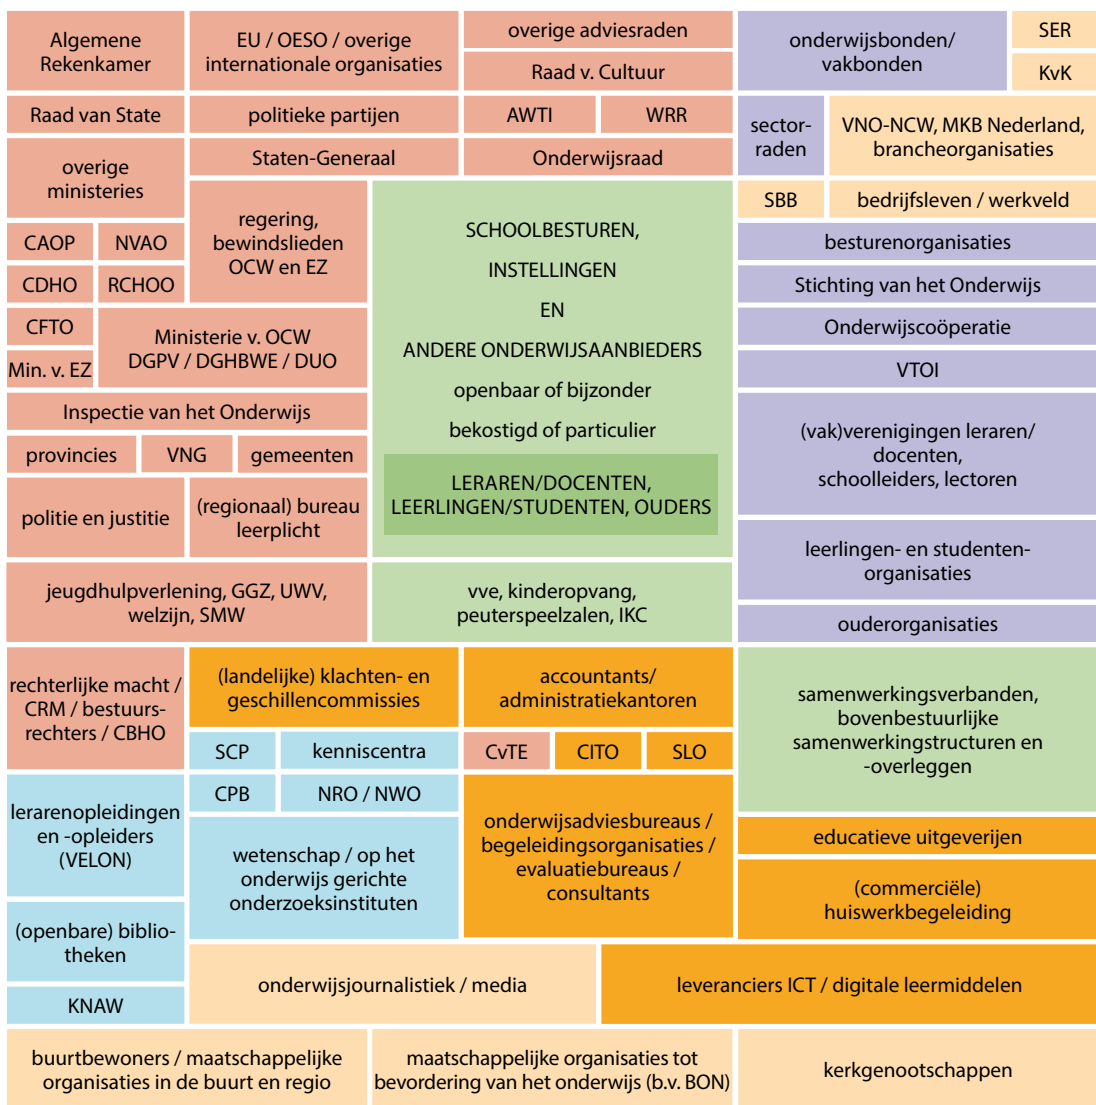 Algemene
Rekenkamer
EU / OESO / overige
internationale organisaties
overige adviesraden
Raad v. Cultuur
onderwijsbonden/
vakbonden
SER
KvK
Raad van State
politieke partijen
AWTI
WRR
sector-
raden
VNO-NCW, MKB Nederland,
brancheorganisaties
overige
ministeries
Staten-Generaal
Onderwijsraad
SBB
bedrijfsleven / werkveld
regering,
bewindslieden
OCW en EZ
CAOP
NVAO
CDHO
RCHOO
CFTO
Min. v. EZ
Ministerie v. OCW
DGPV / DGHBWE / DUO
Inspectie van het Onderwijs
provincies
VNG
gemeenten
politie en justitie
(regionaal) bureau
leerplicht
SCHOOLBESTUREN,
INSTELLINGEN
EN
ANDERE ONDERWIJSAANBIEDERS
openbaar of bijzonder
bekostigd of particulier
LERAREN/DOCENTEN,
LEERLINGEN/STUDENTEN, OUDERS
besturenorganisaties
Stichting van het Onderwijs
Onderwijscoöperatie
VTOI
(vak)verenigingen leraren/
docenten,
schoolleiders, lectoren
leerlingen- en studenten-
organisaties
ouderorganisaties
jeugdhulpverlening, GGZ, UWV,
welzijn, SMW
vve, kinderopvang,
peuterspeelzalen, IKC
rechterlijke macht /
CRM / bestuurs-
rechters / CBHO
(landelijke) klachten- en
geschillencommissies
accountants/
administratiekantoren
samenwerkingsverbanden,
bovenbestuurlijke
samenwerkingstructuren en
-overleggen
SCP
kenniscentra
CvTE
CITO
SLO
CPB
NRO / NWO
lerarenopleidingen
en -opleiders
(VELON)
wetenschap / op het
onderwijs gerichte
onderzoeksinstituten
onderwijsadviesbureaus /
begeleidingsorganisaties /
evaluatiebureaus /
consultants
educatieve uitgeverijen
(commerciële)
huiswerkbegeleiding
(openbare) biblio-
theken
KNAW
onderwijsjournalistiek / media
leveranciers ICT / digitale leermiddelen
buurtbewoners / maatschappelijke
organisaties in de buurt en regio
maatschappelijke organisaties tot
bevordering van het onderwijs (b.v. BON)
kerkgenootschappen